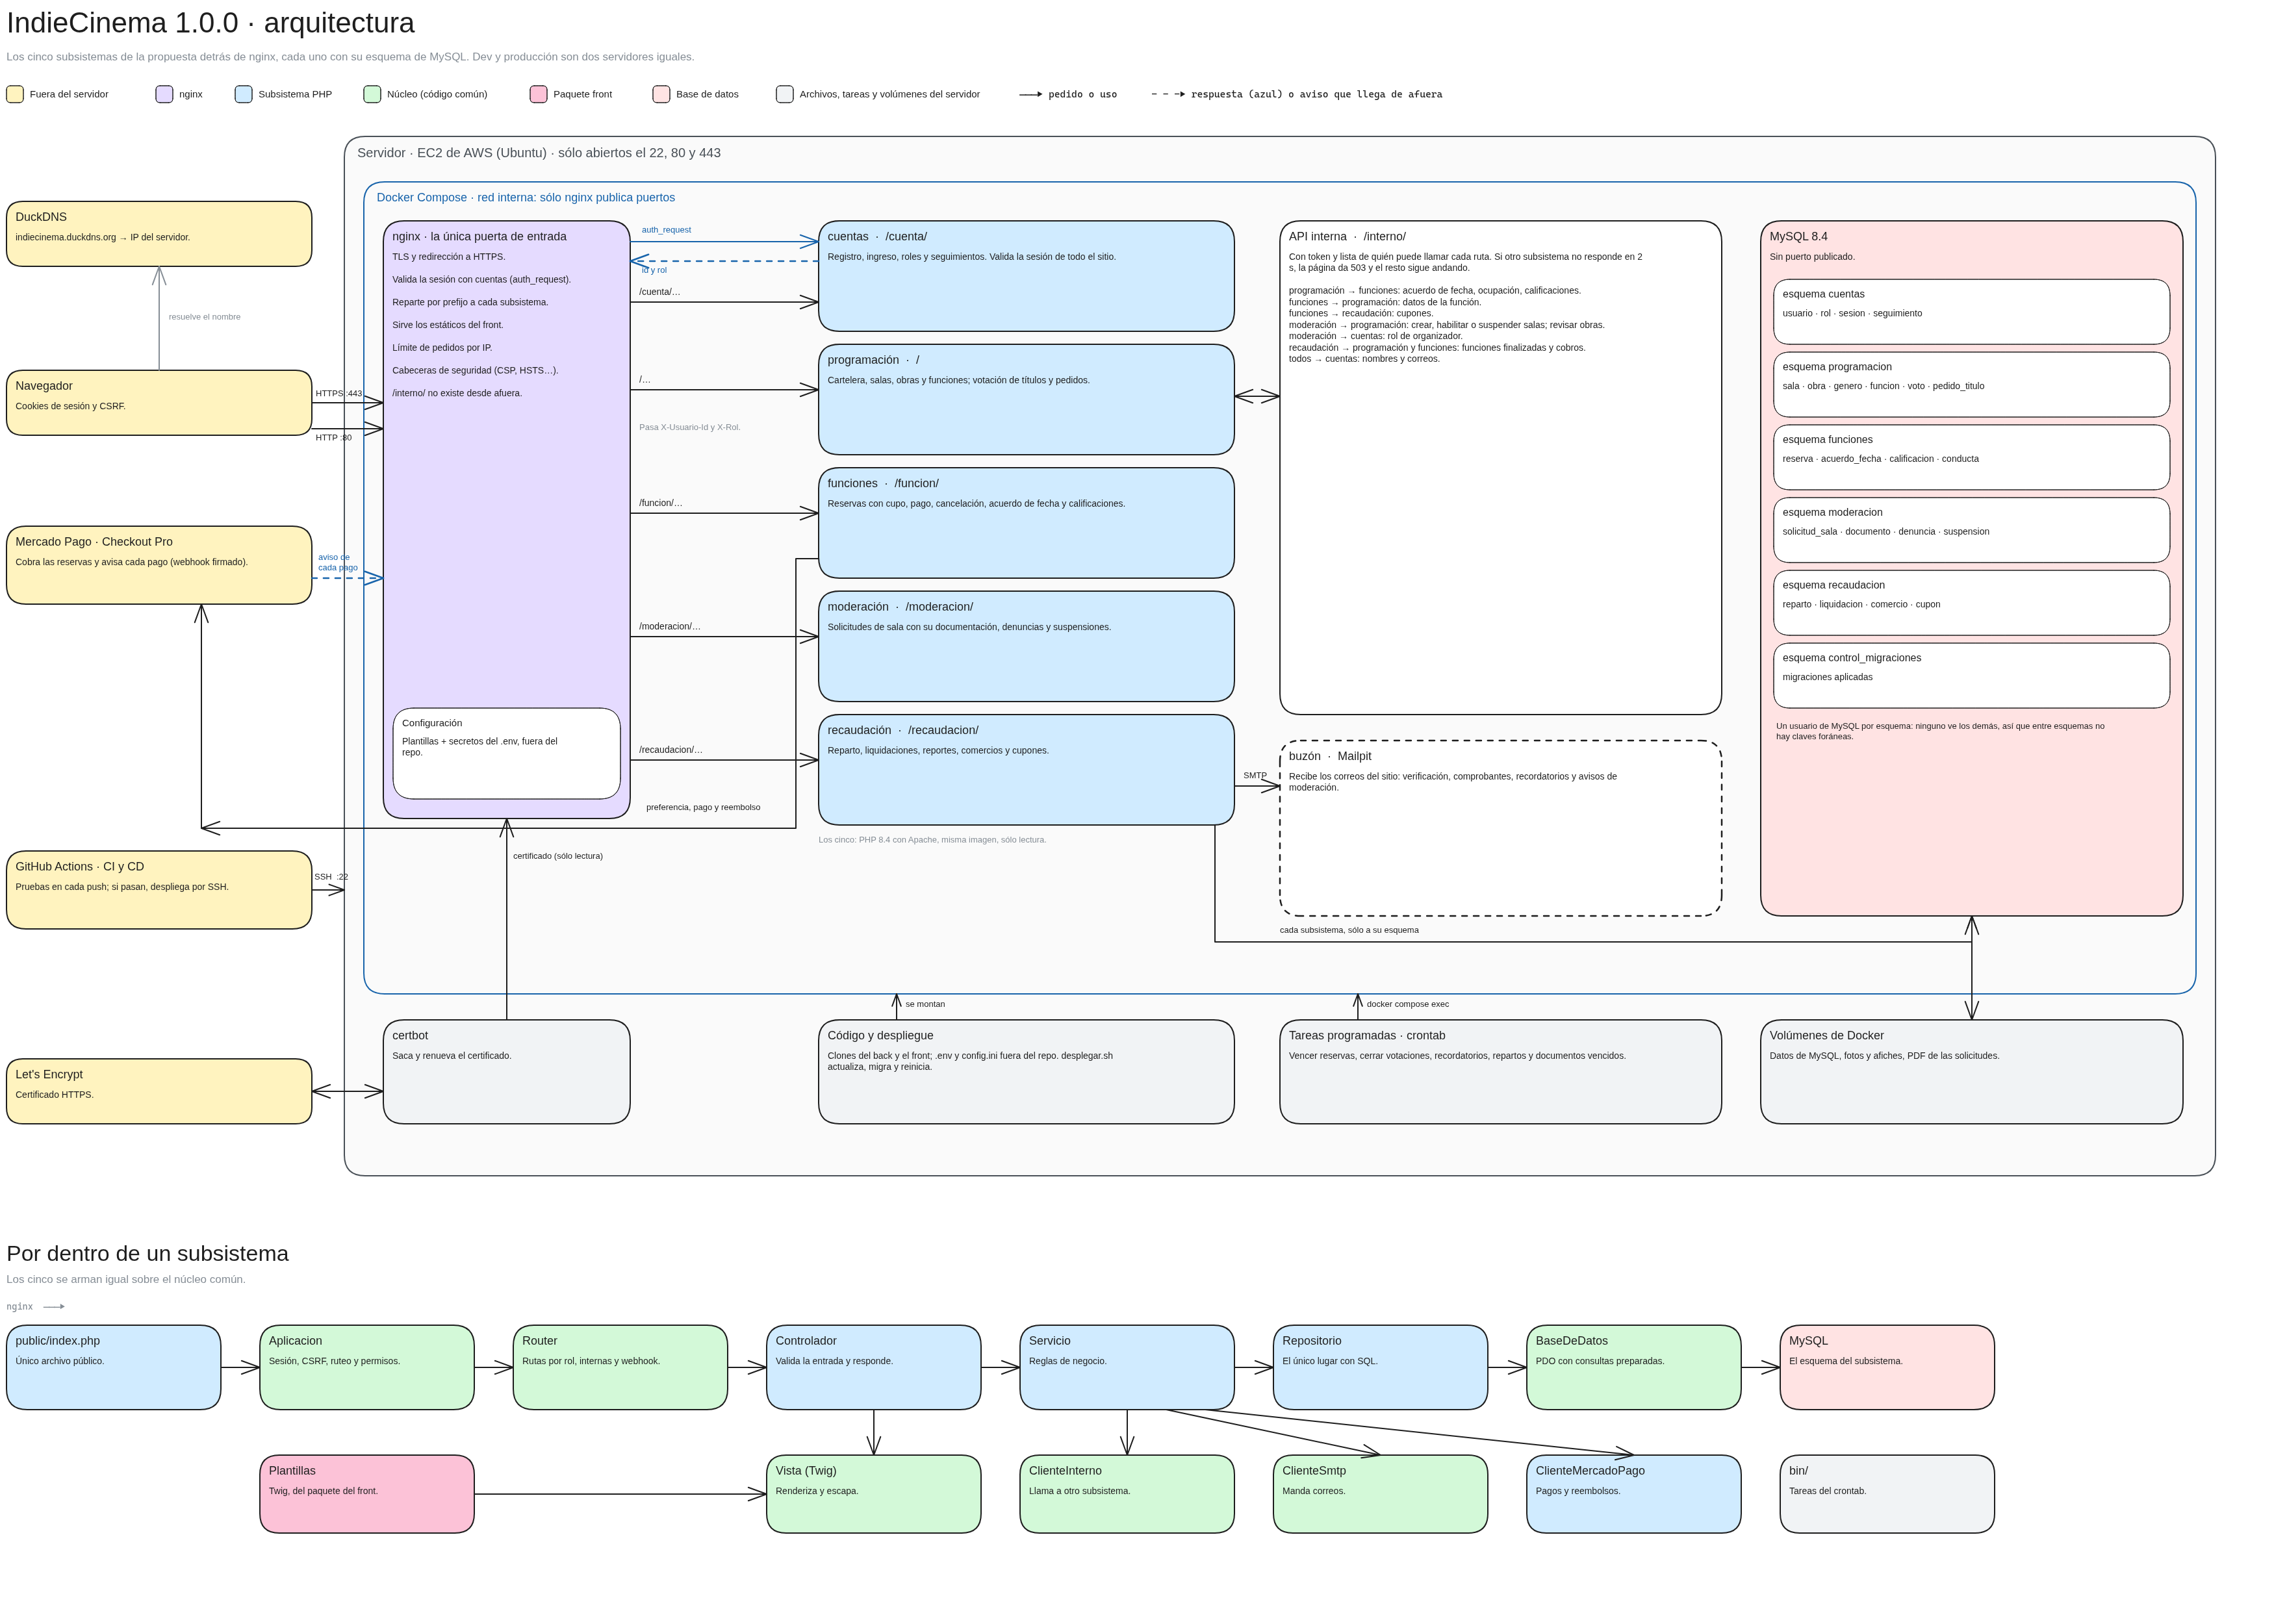 IndieCinema 1.0.0 · arquitectura
Los cinco subsistemas de la propuesta detrás de nginx, cada uno con su esquema de MySQL. Dev y producción son dos servidores iguales.
Fuera del servidor
nginx
Subsistema PHP
Núcleo (código común)
Paquete front
Base de datos
Archivos, tareas y volúmenes del servidor
pedido o uso
respuesta (azul) o aviso que llega de afuera
Servidor · EC2 de AWS (Ubuntu) · sólo abiertos el 22, 80 y 443
Docker Compose · red interna: sólo nginx publica puertos
DuckDNS
indiecinema.duckdns.org → IP del servidor.
resuelve el nombre
Navegador
Cookies de sesión y CSRF.
HTTPS :443
HTTP :80
Mercado Pago · Checkout Pro
Cobra las reservas y avisa cada pago (webhook firmado).
aviso de
cada pago
GitHub Actions · CI y CD
Pruebas en cada push; si pasan, despliega por SSH.
SSH :22
Let's Encrypt
Certificado HTTPS.
nginx · la única puerta de entrada
TLS y redirección a HTTPS.
Valida la sesión con cuentas (auth_request).
Reparte por prefijo a cada subsistema.
Sirve los estáticos del front.
Límite de pedidos por IP.
Cabeceras de seguridad (CSP, HSTS…).
/interno/ no existe desde afuera.
Configuración
Plantillas + secretos del .env, fuera del
repo.
auth_request
id y rol
/cuenta/…
/…
Pasa X-Usuario-Id y X-Rol.
/funcion/…
/moderacion/…
/recaudacion/…
preferencia, pago y reembolso
certificado (sólo lectura)
cuentas · /cuenta/
Registro, ingreso, roles y seguimientos. Valida la sesión de todo el sitio.
programación · /
Cartelera, salas, obras y funciones; votación de títulos y pedidos.
funciones · /funcion/
Reservas con cupo, pago, cancelación, acuerdo de fecha y calificaciones.
moderación · /moderacion/
Solicitudes de sala con su documentación, denuncias y suspensiones.
recaudación · /recaudacion/
Reparto, liquidaciones, reportes, comercios y cupones.
Los cinco: PHP 8.4 con Apache, misma imagen, sólo lectura.
API interna · /interno/
Con token y lista de quién puede llamar cada ruta. Si otro subsistema no responde en 2
s, la página da 503 y el resto sigue andando.
programación → funciones: acuerdo de fecha, ocupación, calificaciones.
funciones → programación: datos de la función.
funciones → recaudación: cupones.
moderación → programación: crear, habilitar o suspender salas; revisar obras.
moderación → cuentas: rol de organizador.
recaudación → programación y funciones: funciones finalizadas y cobros.
todos → cuentas: nombres y correos.
SMTP
buzón · Mailpit
Recibe los correos del sitio: verificación, comprobantes, recordatorios y avisos de
moderación.
cada subsistema, sólo a su esquema
MySQL 8.4
Sin puerto publicado.
esquema cuentas
usuario · rol · sesion · seguimiento
esquema programacion
sala · obra · genero · funcion · voto · pedido_titulo
esquema funciones
reserva · acuerdo_fecha · calificacion · conducta
esquema moderacion
solicitud_sala · documento · denuncia · suspension
esquema recaudacion
reparto · liquidacion · comercio · cupon
esquema control_migraciones
migraciones aplicadas
Un usuario de MySQL por esquema: ninguno ve los demás, así que entre esquemas no
hay claves foráneas.
se montan
docker compose exec
certbot
Saca y renueva el certificado.
Código y despliegue
Clones del back y el front; .env y config.ini fuera del repo. desplegar.sh
actualiza, migra y reinicia.
Tareas programadas · crontab
Vencer reservas, cerrar votaciones, recordatorios, repartos y documentos vencidos.
Volúmenes de Docker
Datos de MySQL, fotos y afiches, PDF de las solicitudes.
Por dentro de un subsistema
Los cinco se arman igual sobre el núcleo común.
nginx
public/index.php
Único archivo público.
Aplicacion
Sesión, CSRF, ruteo y permisos.
Router
Rutas por rol, internas y webhook.
Controlador
Valida la entrada y responde.
Servicio
Reglas de negocio.
Repositorio
El único lugar con SQL.
BaseDeDatos
PDO con consultas preparadas.
MySQL
El esquema del subsistema.
Plantillas
Twig, del paquete del front.
Vista (Twig)
Renderiza y escapa.
ClienteInterno
Llama a otro subsistema.
ClienteSmtp
Manda correos.
ClienteMercadoPago
Pagos y reembolsos.
bin/
Tareas del crontab.